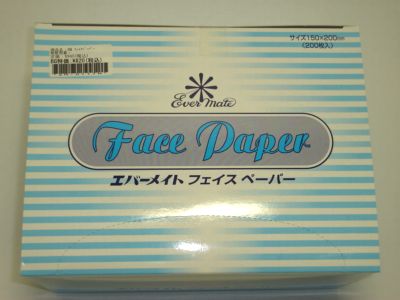 サイズ150×200mm
(200枚入)
Ever Mate
Face Paper
エバーメイト フェイス ペーパー